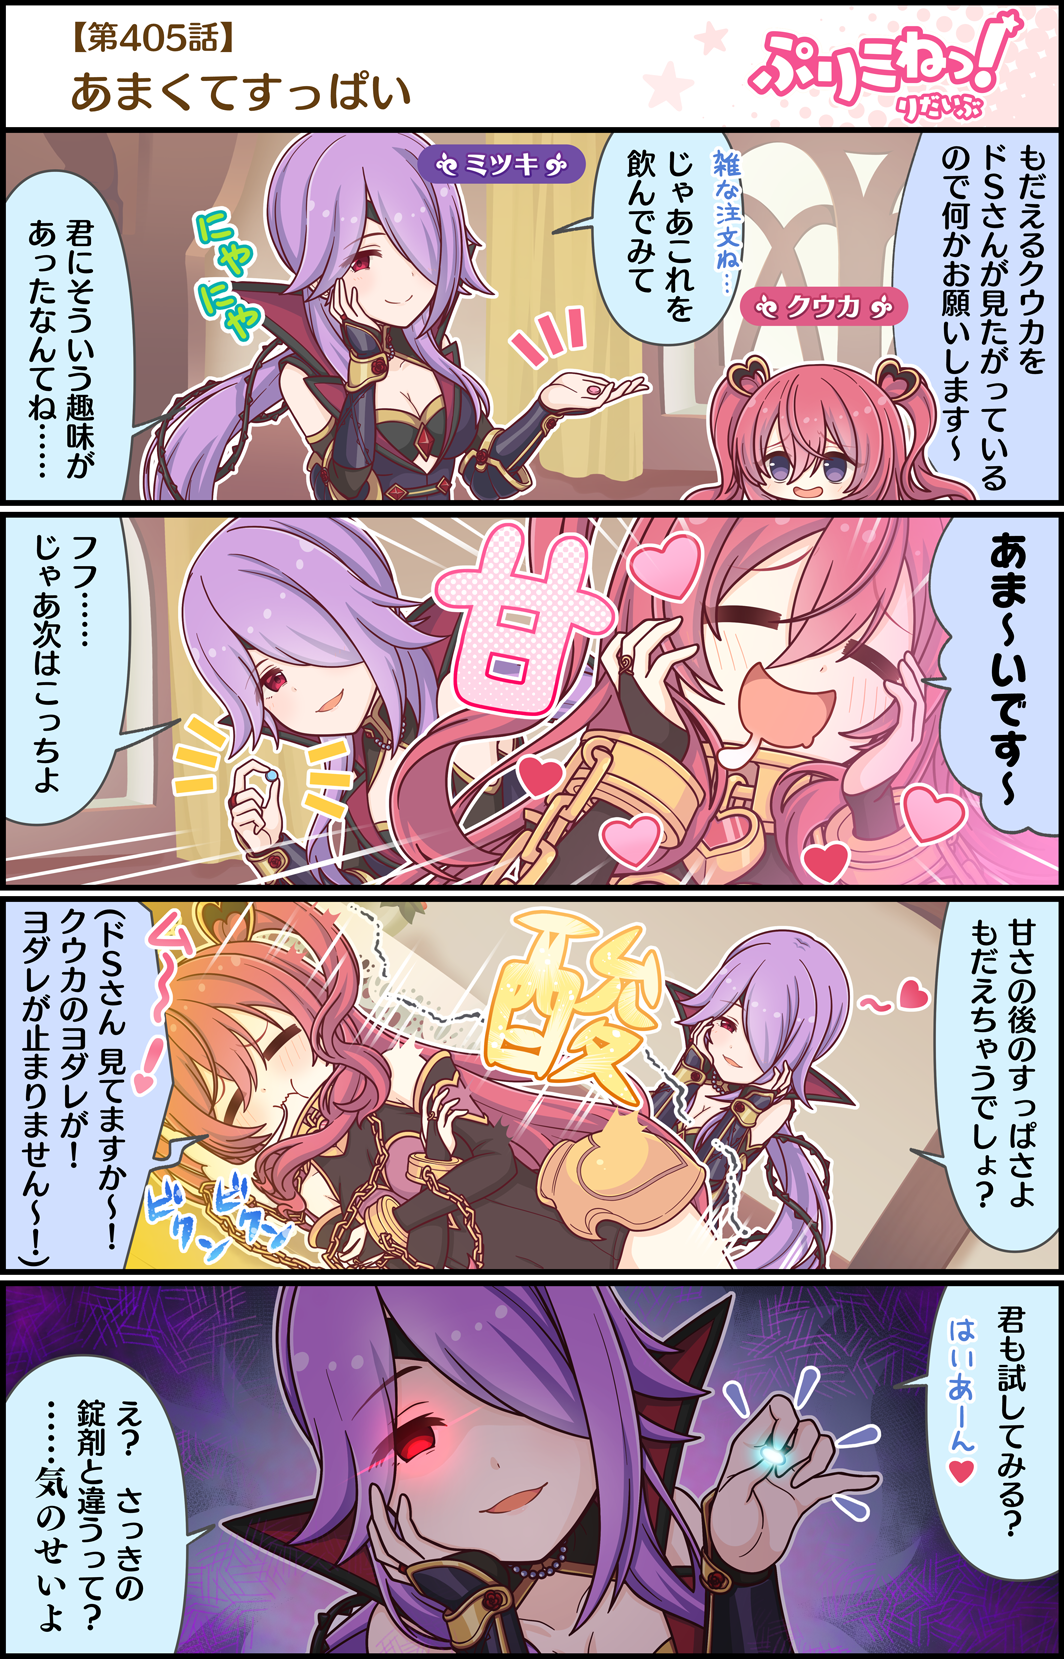 【第405話】
あまくてすっぱい
ぷりこねっ!
りだいぶ
もだえるクウカを
ドSさんが見たがっている
ので何かお願いします～
クウカ
雑な注文ね…
じゃあこれを
飲んでみて
ミツキ
にゃにゃ
君にそういう趣味が
あったなんてね……
あま～いです～
甘
フフ……
じゃあ次はこっちよ
甘さの後のすっぱさよ
もだえちゃうでしょ?
酸
ム～～!
ビクン
ビクン
(ドSさん 見てますか～!
クウカのヨダレが!
ヨダレが止まりません～!)
君も試してみる?
はいあーん
え? さっきの
錠剤と違うって?
……気のせいよ